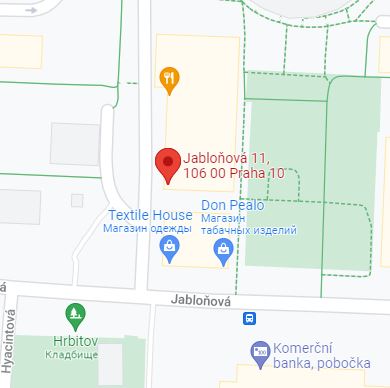 Jabloňová 11,
106 00 Praha 10
Textile House
Магазин одежды
Don Pealo
Магазин
табачных изделий
á
Jabloňová
Hyacintová
Hrbitov
Кладбище
Komerční
banka, pobočka